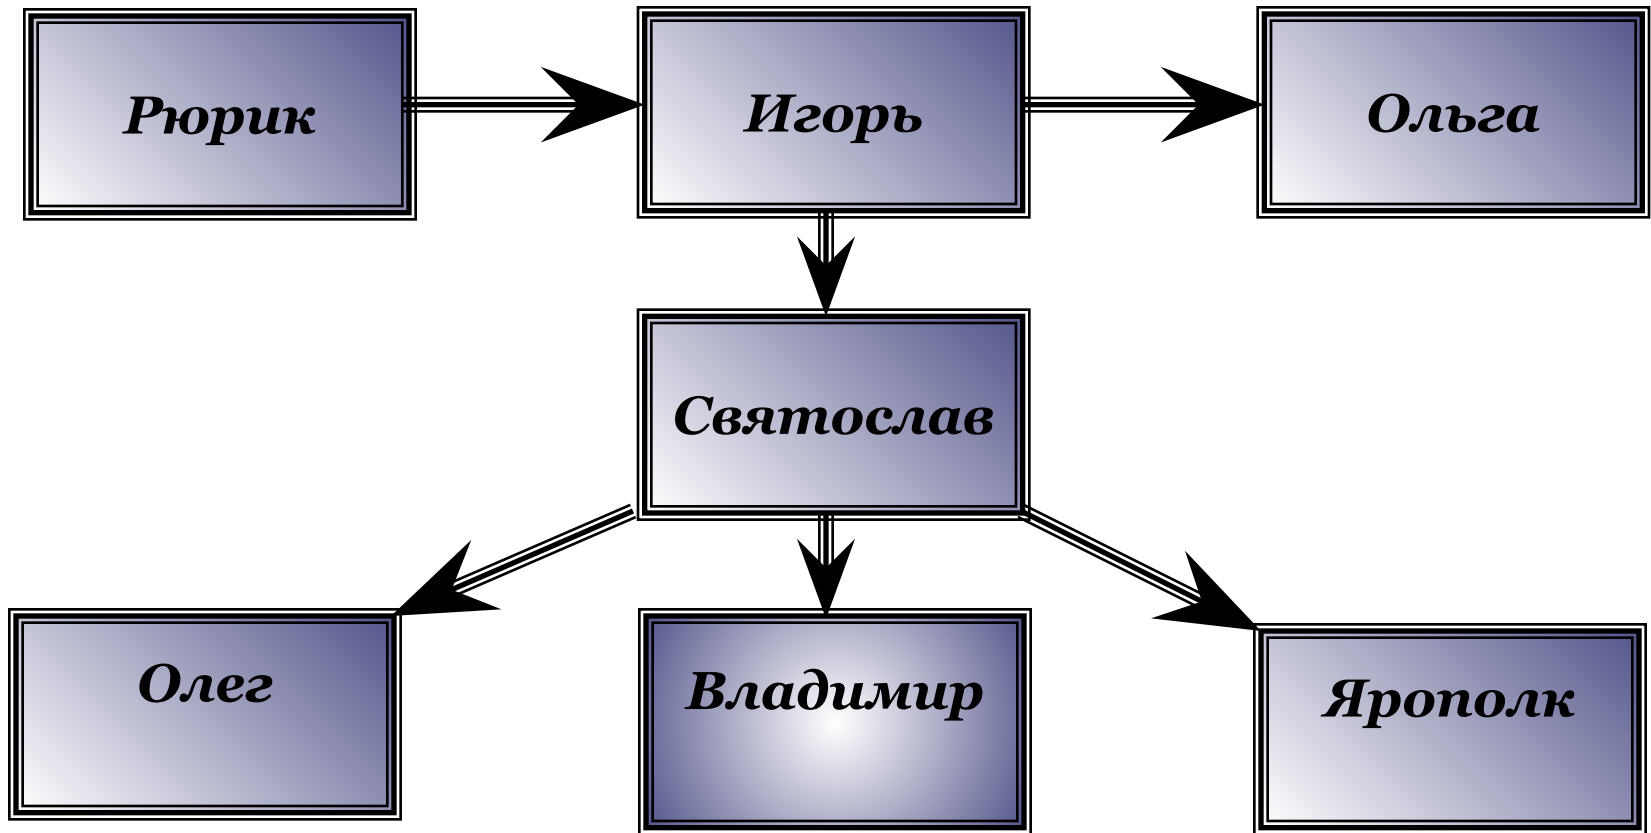 Рюрик
Игорь
Ольга
Святослав
Олег
Владимир
Ярополк